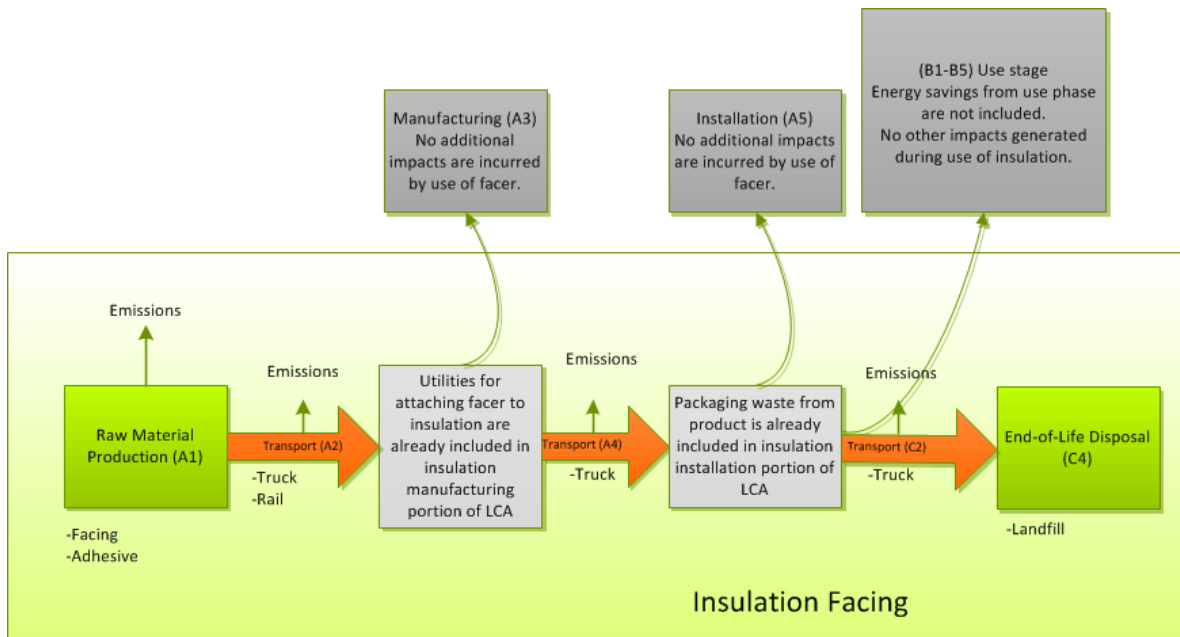 (B1-B5) Use stage
Energy savings from use phase
are not included.
No other impacts generated
during use of insulation.
Manufacturing (A3)
No additional
impacts are incurred
by use of facer.
Installation (A5)
No additional impacts
are incurred by use of
facer.
Emissions
Raw Material
Production (A1)
-Facing
-Adhesive
Emissions
Transport (A2)
-Truck
-Rail
Utilities for
attaching facer to
insulation are
already included in
insulation
manufacturing
portion of LCA
Emissions
Transport (A4)
-Truck
Packaging waste from
product is already
included in insulation
installation portion of
LCA
Emissions
Transport (C2)
-Truck
End-of-Life Disposal
(C4)
-Landfill
Insulation Facing